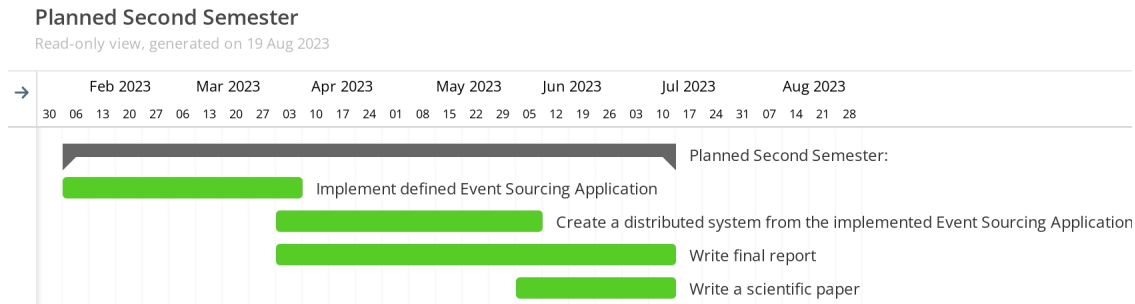 Planned Second Semester
Read-only view, generated on 19 Aug 2023
Feb 2023 Mar 2023 Apr 2023 May 2023 Jun 2023 Jul 2023 Aug 2023
30 06 13 20 27 06 13 20 27 03 10 17 24 01 08 15 22 29 05 12 19 26 03 10 17 24 31 07 14 21 28
Planned Second Semester:
Implement defined Event Sourcing Application
Create a distributed system from the implemented Event Sourcing Application
Write final report
Write a scientific paper